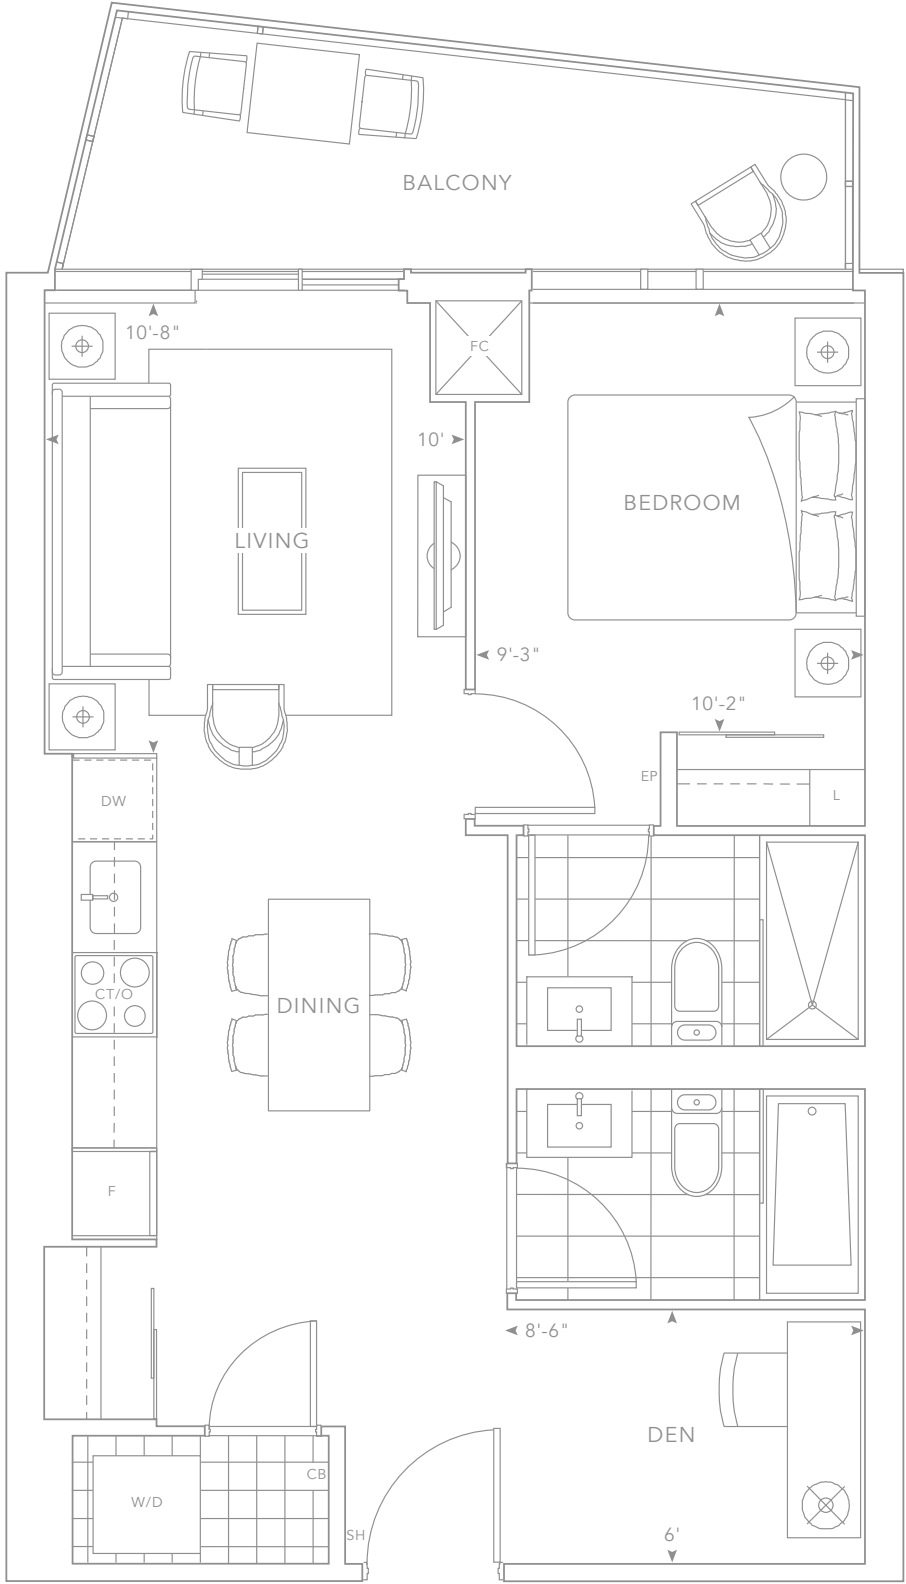 BALCONY
10'-8"
FC
10'
BEDROOM
LIVING
9'-3"
10'-2"
EP
DW
L
CT/O
DINING
F
8'-6"
DEN
CB
W/D
SH
6'